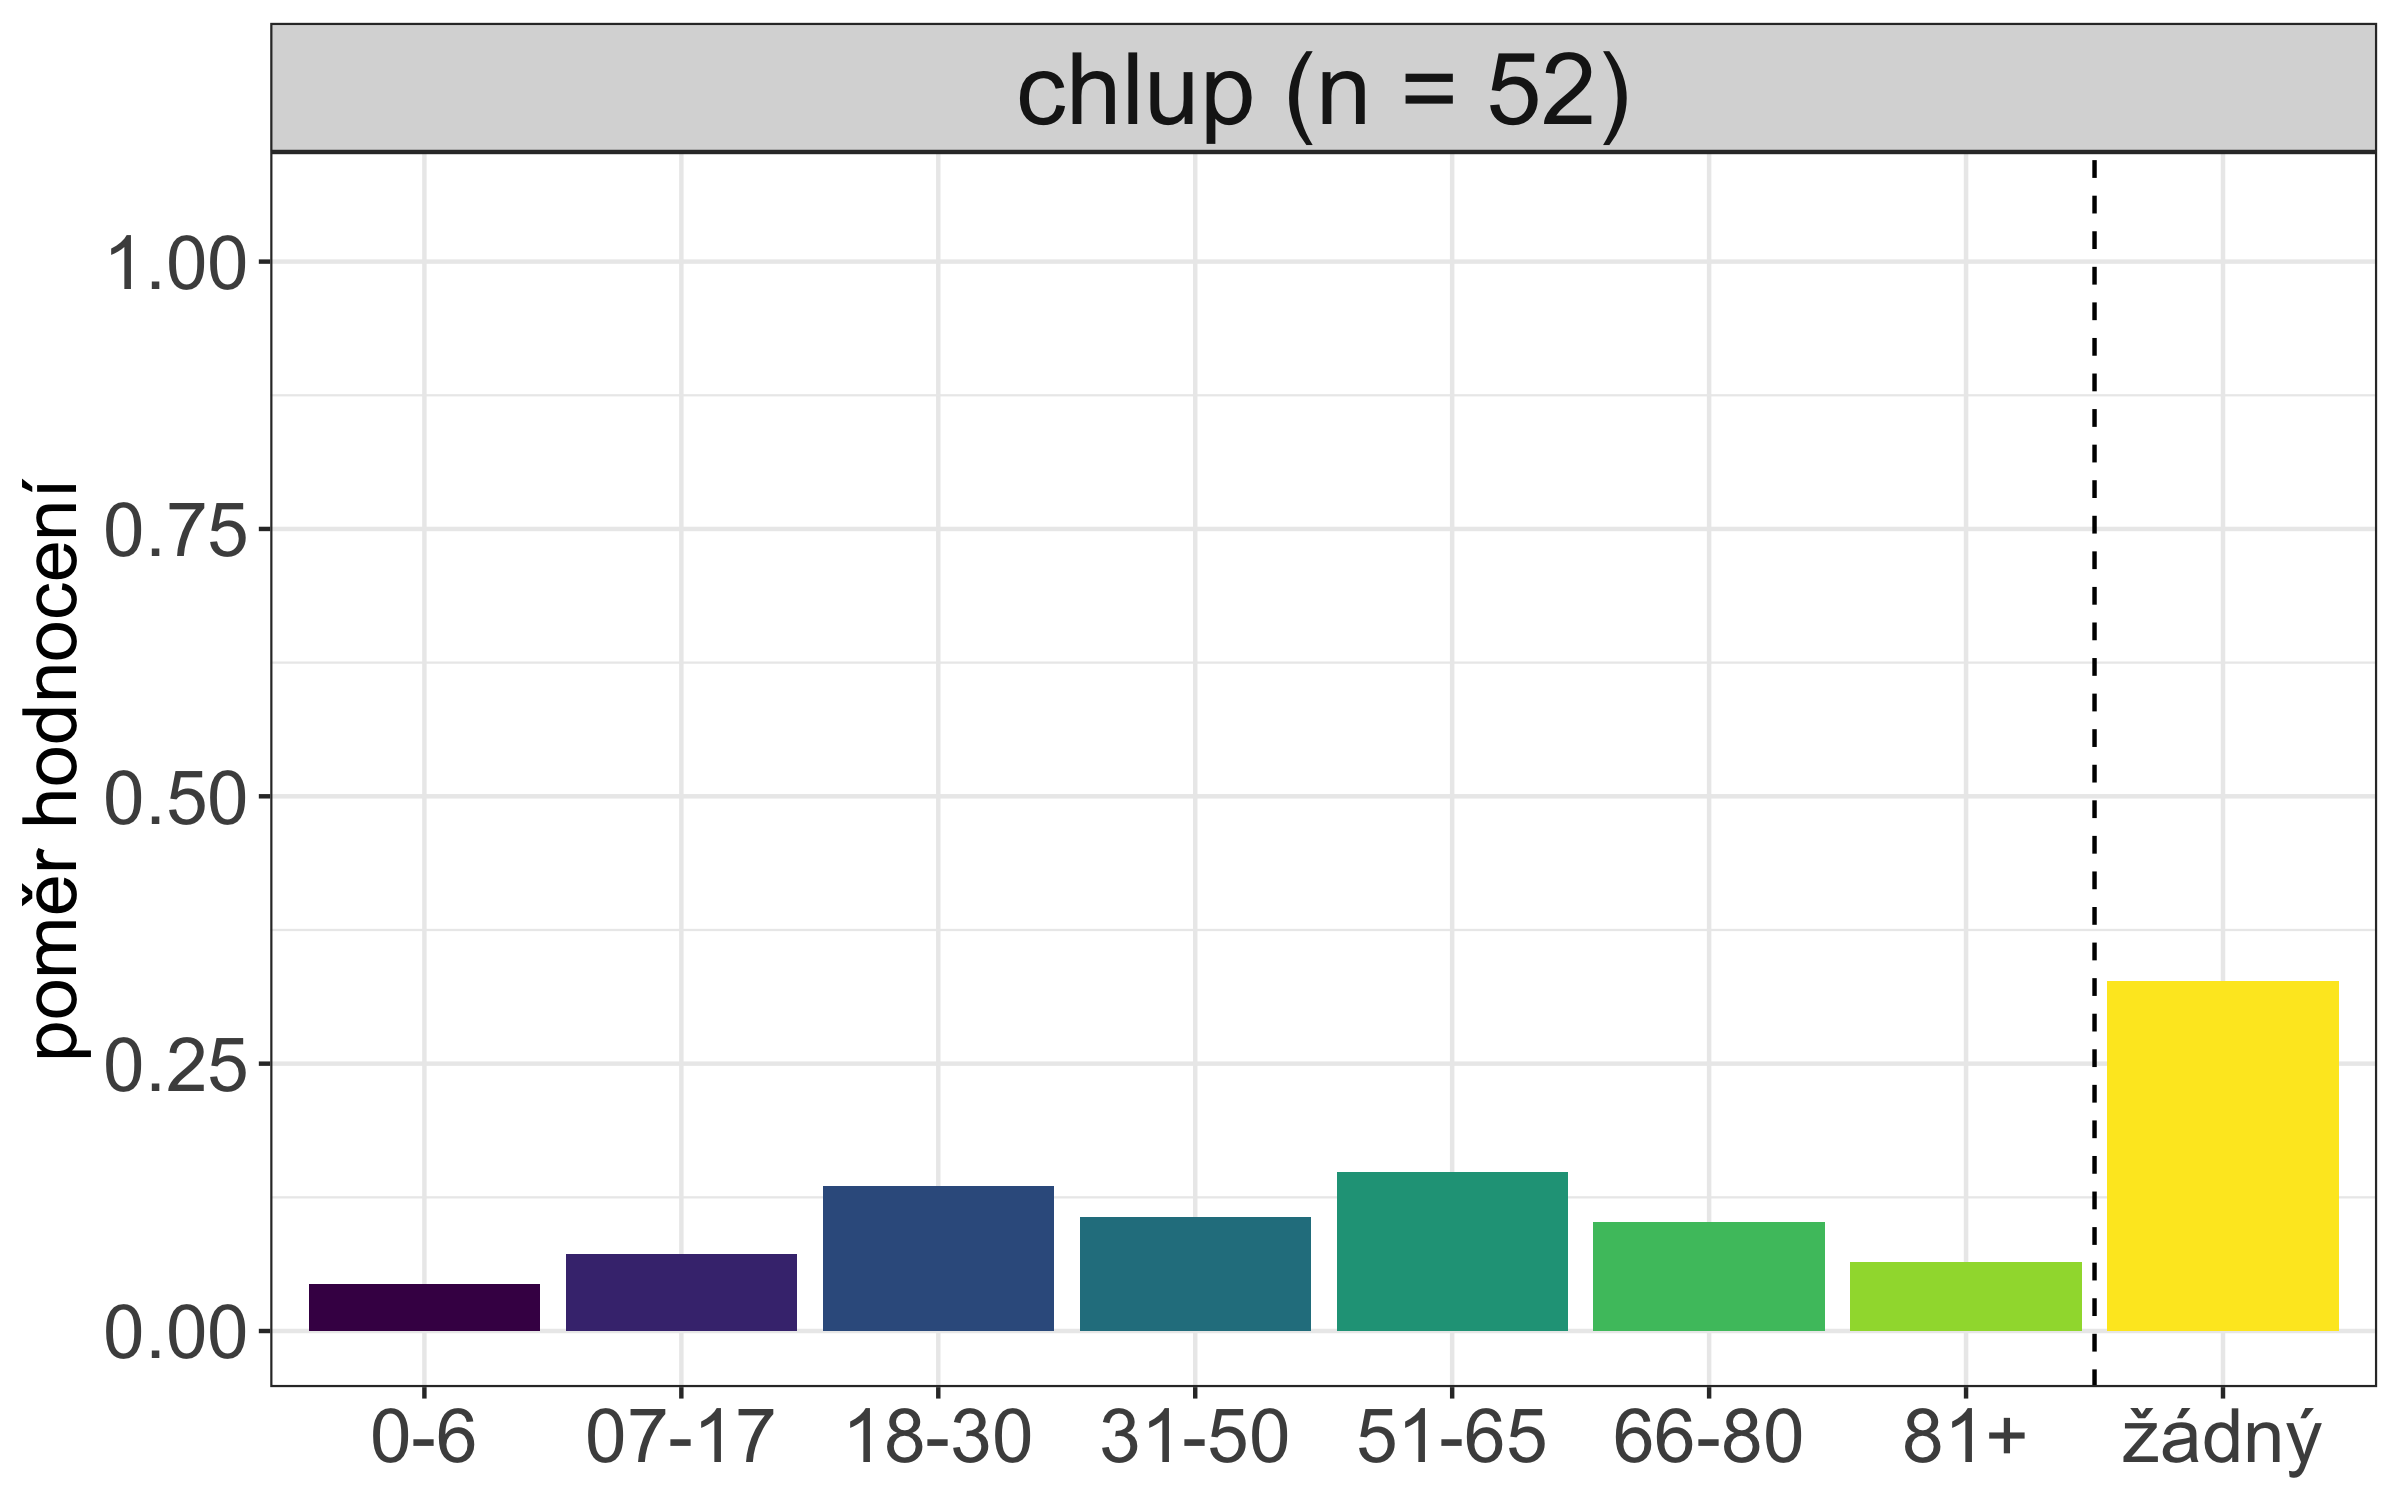 chlup (n = 52)
poměr hodnocení
1.00
0.75
0.50
0.25
0.00
0-6 07-17 18-30 31-50 51-65 66-80 81+ žádný